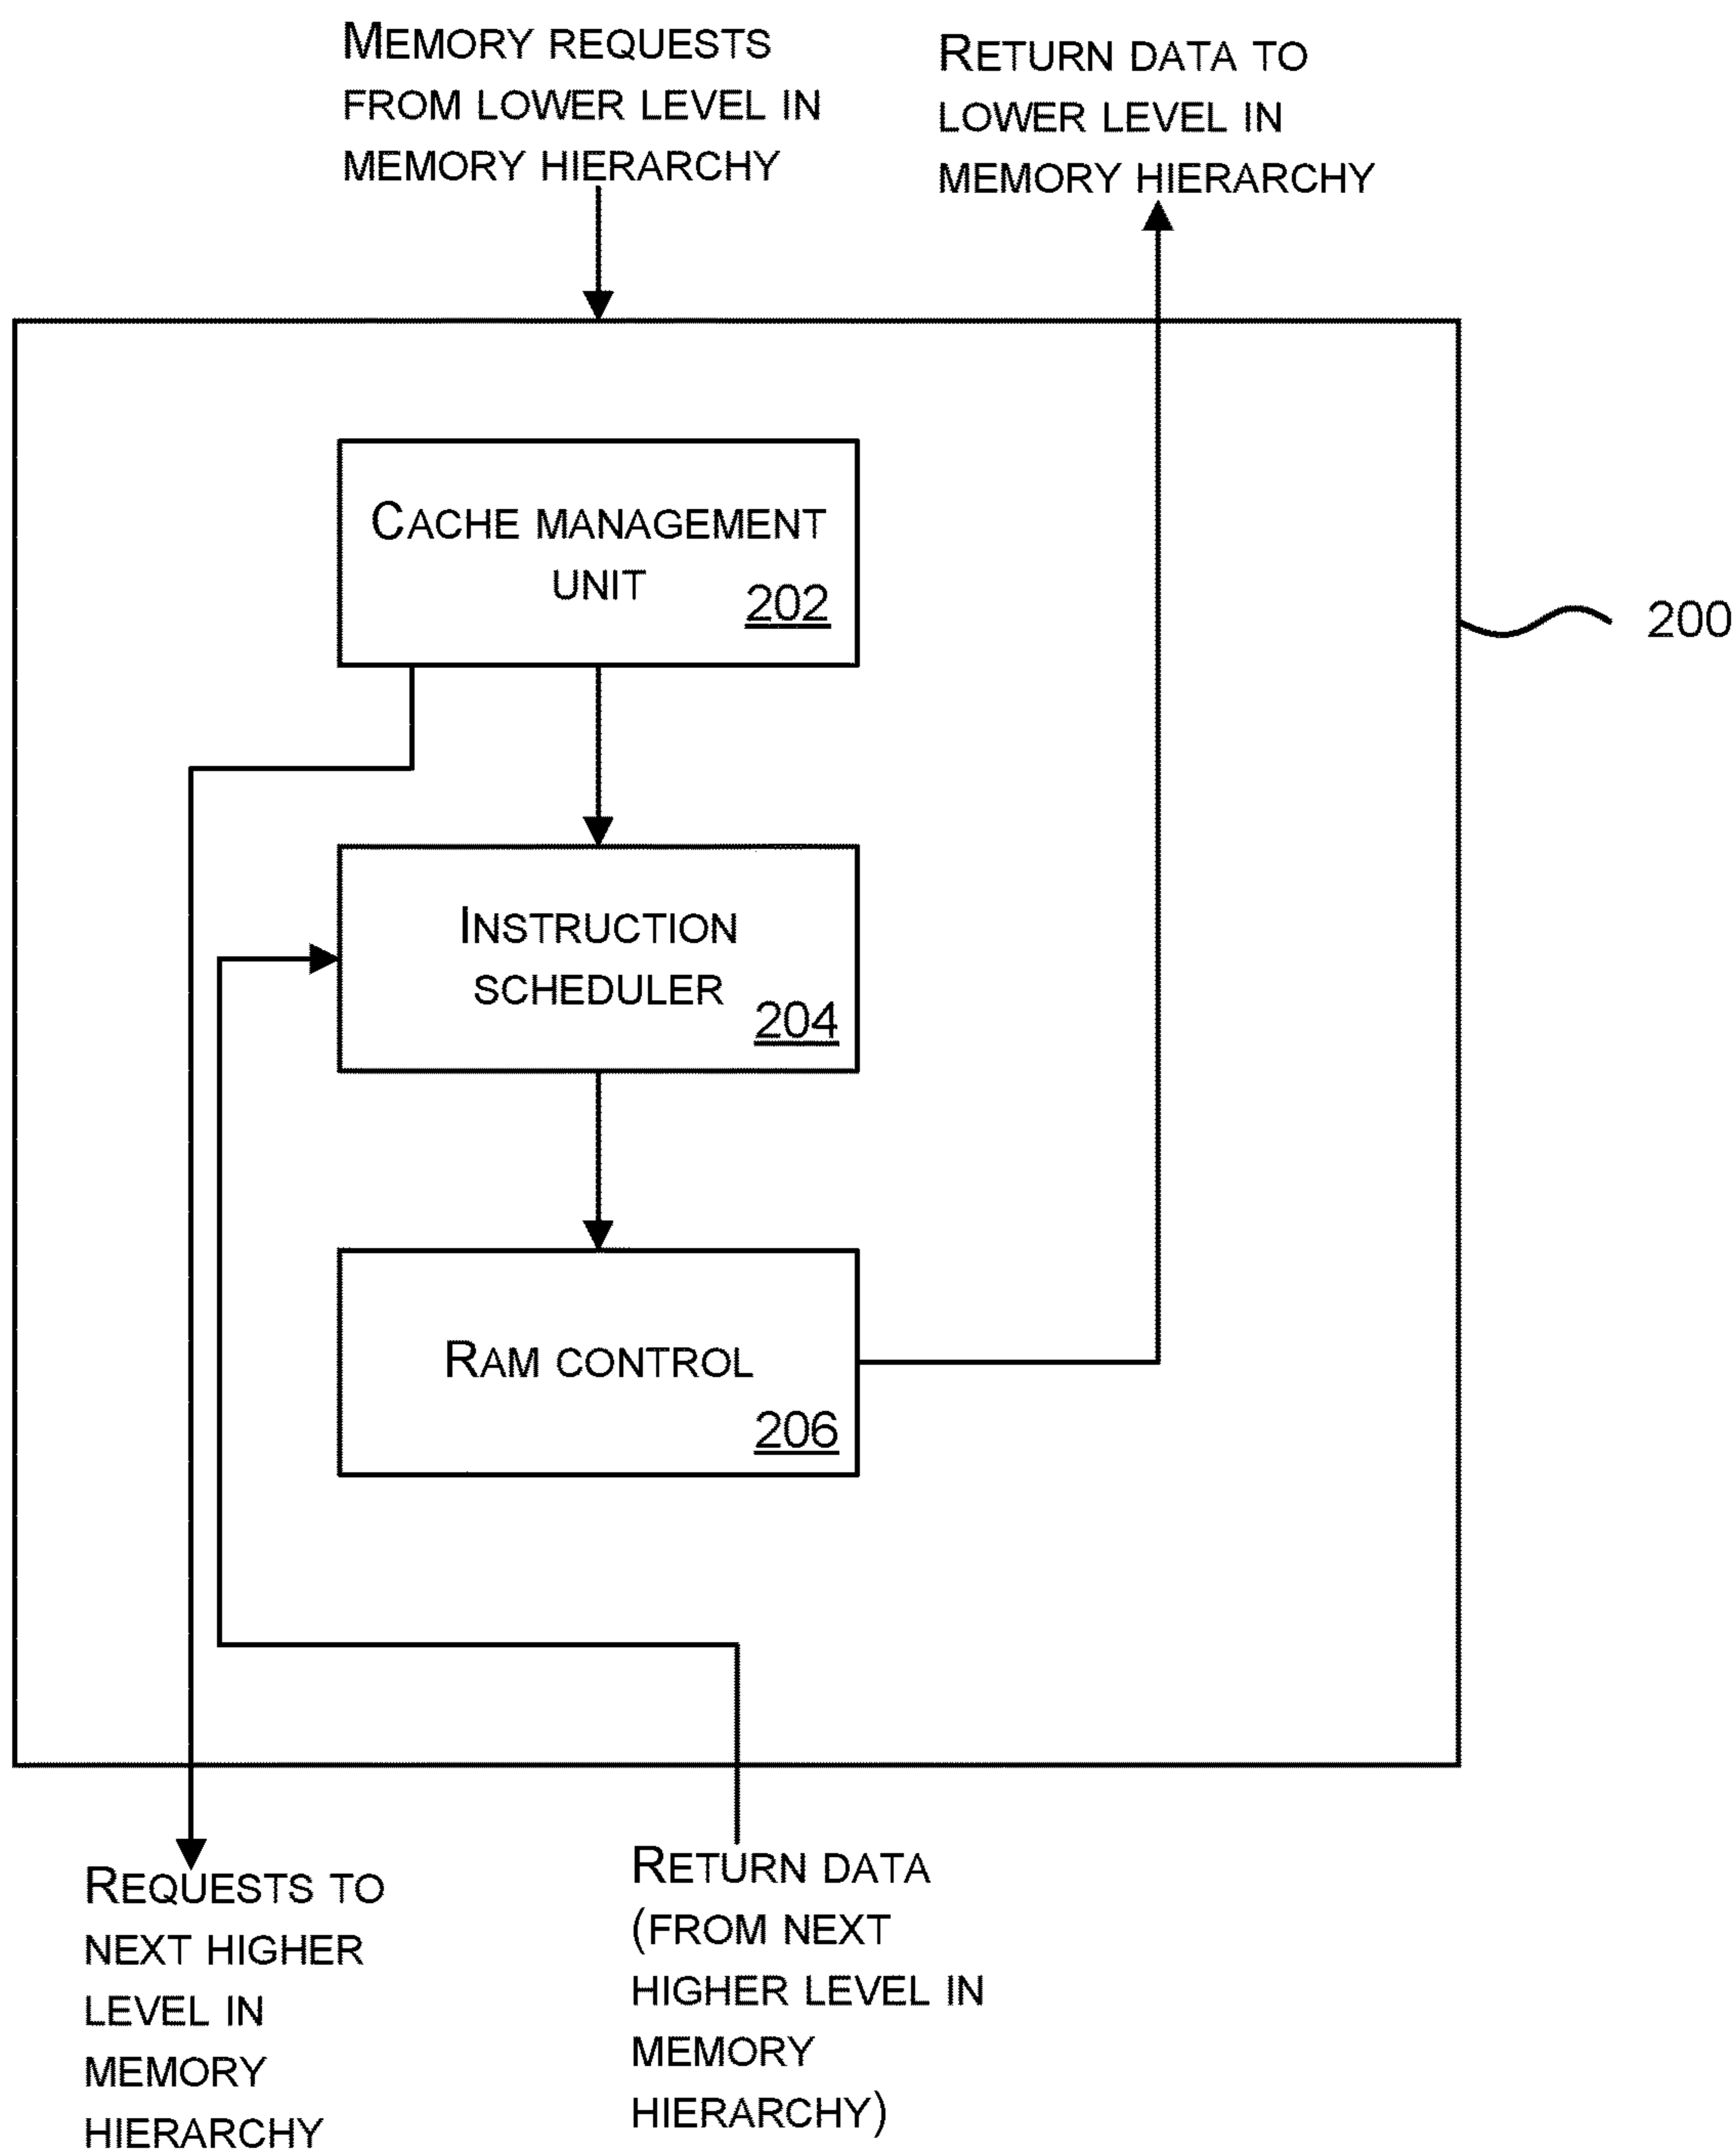 MEMORY REQUESTS
FROM LOWER LEVEL IN
MEMORY HIERARCHY
RETURN DATA TO
LOWER LEVEL IN
MEMORY HIERARCHY
CACHE MANAGEMENT
UNIT
202
200
INSTRUCTION
SCHEDULER
204
RAM CONTROL
206
REQUESTS TO
NEXT HIGHER
LEVEL IN
MEMORY
HIERARCHY
RETURN DATA
(FROM NEXT
HIGHER LEVEL IN
MEMORY
HIERARCHY)